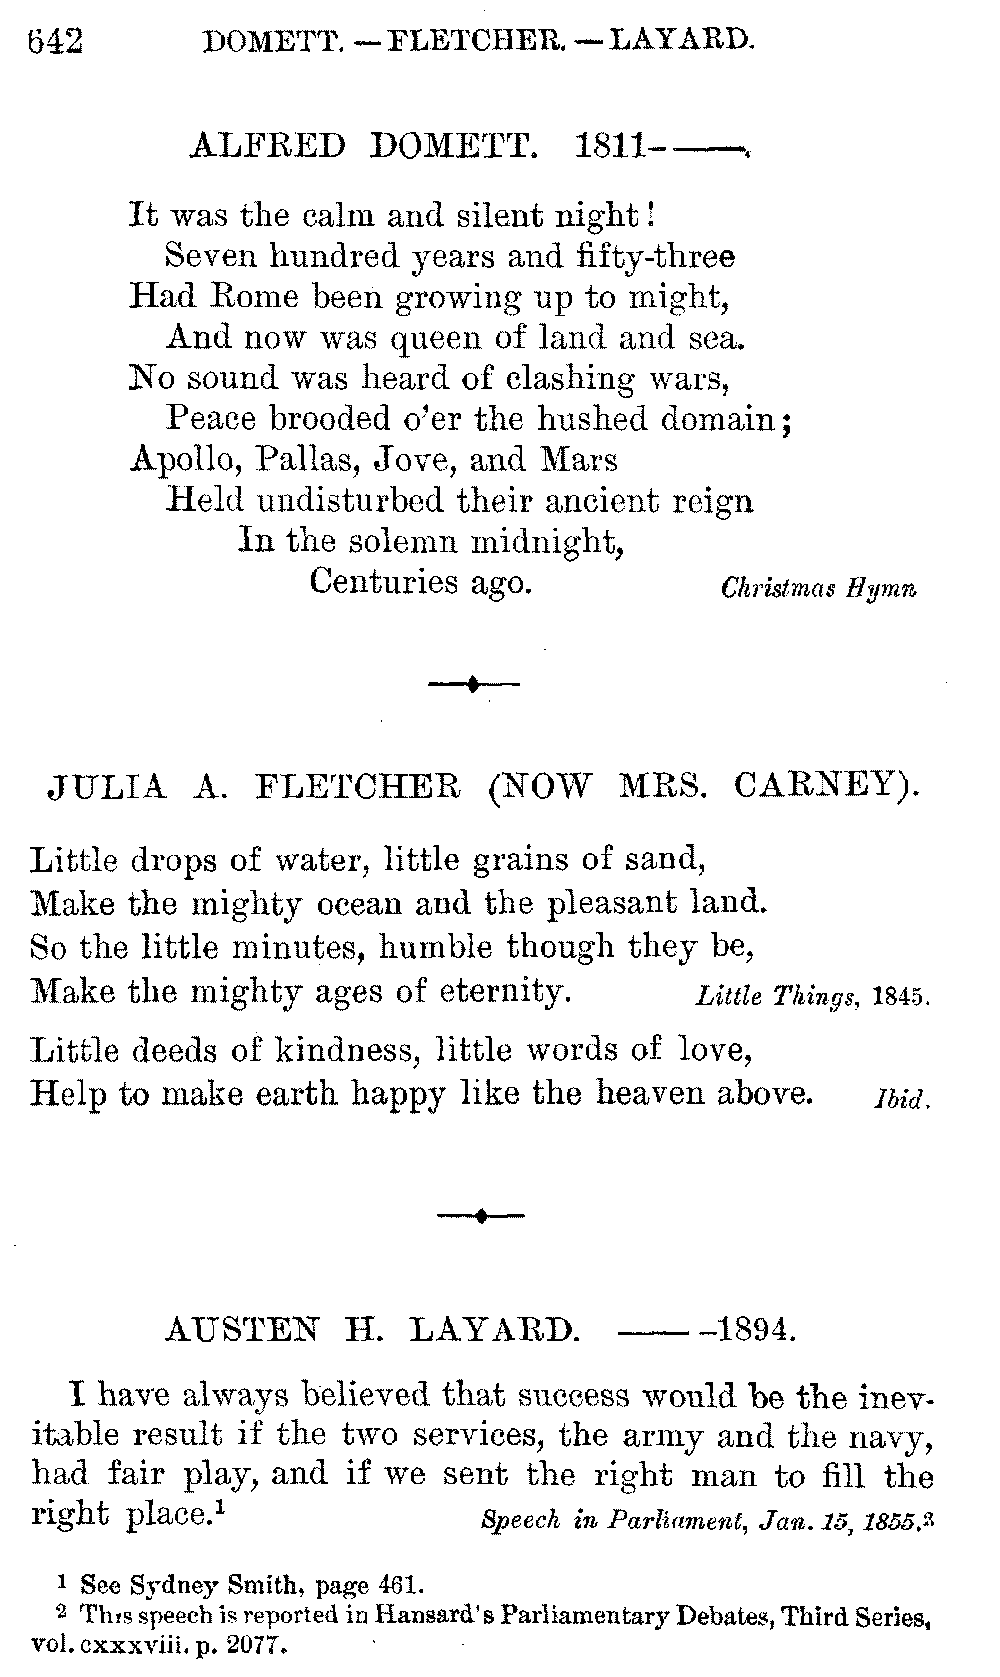 642 DOMETT. — FLETCHER. — LAYARD.
ALFRED DOMETT. 1811- ——.
It was the calm and silent night!
Seven hundred years and fifty-three
Had Rome been growing up to might,
And now was queen of land and sea.
No sound was heard of clashing wars,
Peace brooded o'er the hushed domain;
Apollo, Pallas, Jove, and Mars
Held undisturbed their ancient reign
In the solemn midnight,
Centuries ago. Christmas Hymn
JULIA A. FLETCHER (NOW MRS. CARNEY).
Little drops of water, little grains of sand,
Make the mighty ocean and the pleasant land.
So the little minutes, humble though they be,
Make the mighty ages of eternity. Little Things, 1845.
Little deeds of kindness, little words of love,
Help to make earth happy like the heaven above. Ibid.
AUSTEN H. LAYARD. —— -1894.
I have always believed that success would be the inev-
itable result if the two services, the army and the navy,
had fair play, and if we sent the right man to fill the
right place.¹ Speech in Parliament, Jan. 15, 1855.²
¹ See Sydney Smith, page 461.
² This speech is reported in Hansard's Parliamentary Debates, Third Series,
vol. cxxxviii. p. 2077.